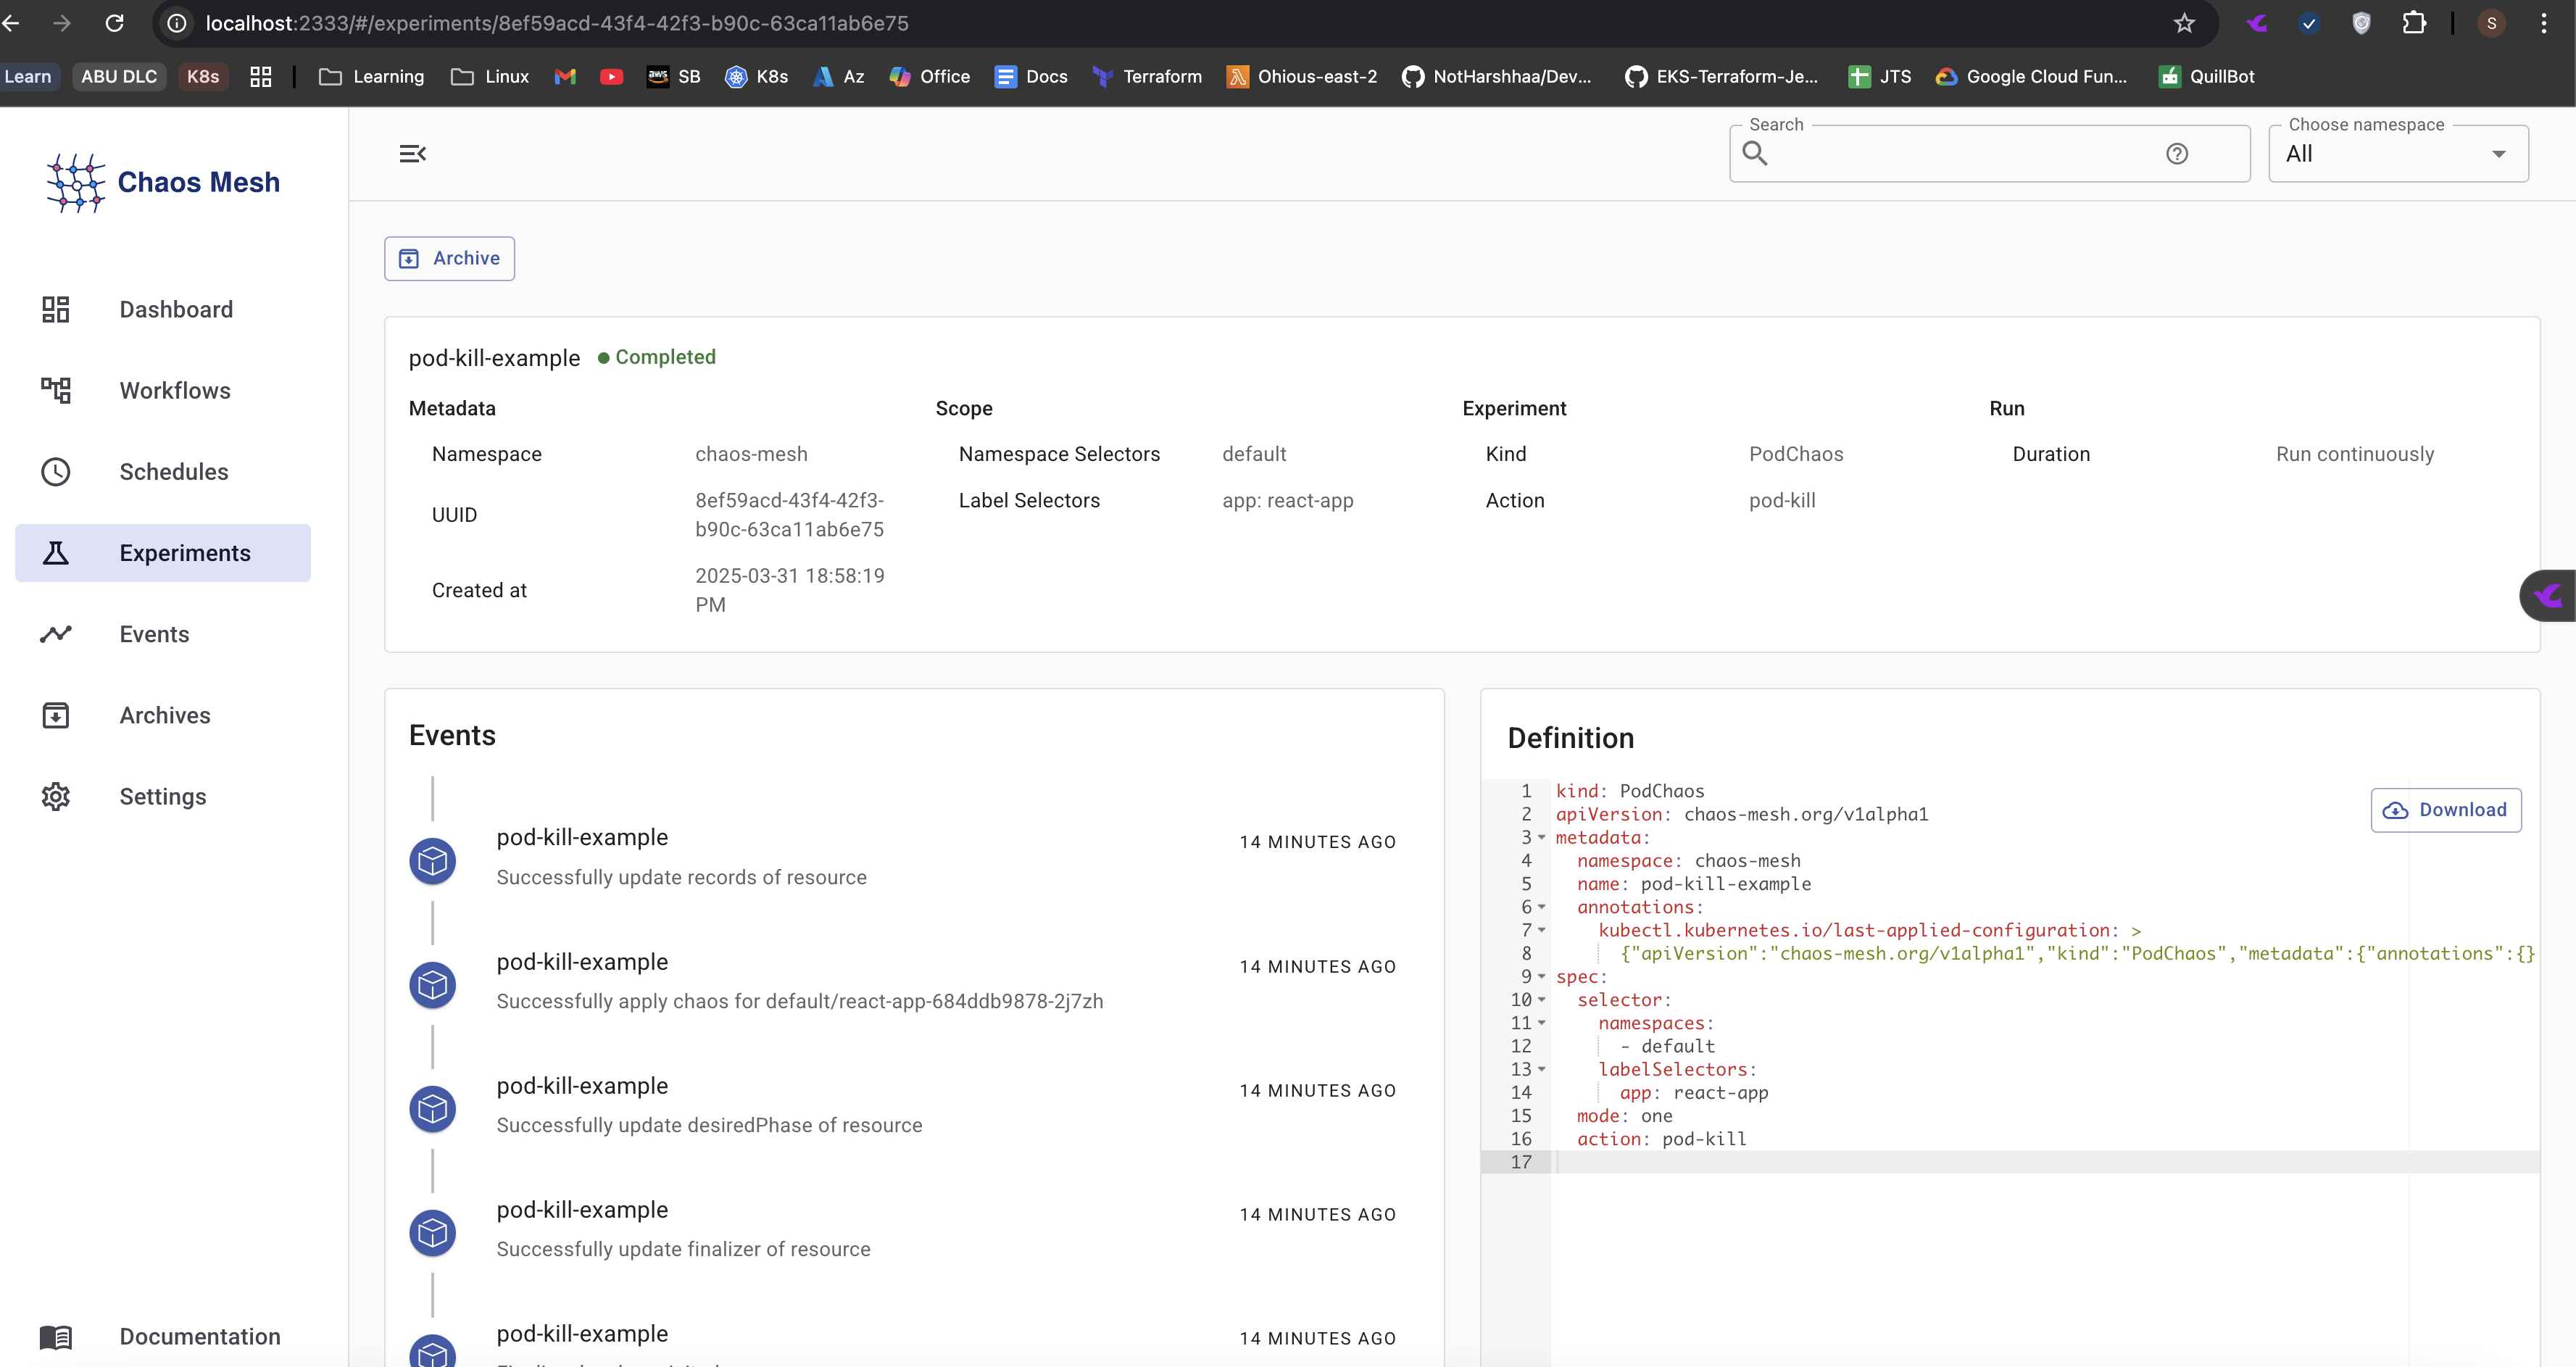 localhost:2333/#/experiments/8ef59acd-43f4-42f3-b90c-63ca11ab6e75
S
Learn ABU DLC K8s Learning Linux aws SB K8s Az Office Docs Terraform Ohious-east-2 NotHarshhaa/Dev... EKS-Terraform-Je... JTS Google Cloud Fun... QuillBot
Chaos Mesh
Dashboard
Workflows
Schedules
Experiments
Events
Archives
Settings
Documentation
Search
Choose namespace
All
Archive
pod-kill-example Completed
Metadata
Namespace chaos-mesh
UUID 8ef59acd-43f4-42f3-
b90c-63ca11ab6e75
Created at 2025-03-31 18:58:19
PM
Scope
Namespace Selectors default
Label Selectors app: react-app
Experiment
Kind PodChaos
Action pod-kill
Run
Duration Run continuously
Events
pod-kill-example 14 MINUTES AGO
Successfully update records of resource
pod-kill-example 14 MINUTES AGO
Successfully apply chaos for default/react-app-684ddb9878-2j7zh
pod-kill-example 14 MINUTES AGO
Successfully update desiredPhase of resource
pod-kill-example 14 MINUTES AGO
Successfully update finalizer of resource
pod-kill-example 14 MINUTES AGO
Definition
Download
1 kind: PodChaos
2 apiVersion: chaos-mesh.org/v1alpha1
3 metadata:
4 namespace: chaos-mesh
5 name: pod-kill-example
6 annotations:
7 kubectl.kubernetes.io/last-applied-configuration: >
8 {"apiVersion":"chaos-mesh.org/v1alpha1","kind":"PodChaos","metadata":{"annotations":{}
9 spec:
10 selector:
11 namespaces:
12 - default
13 labelSelectors:
14 app: react-app
15 mode: one
16 action: pod-kill
17